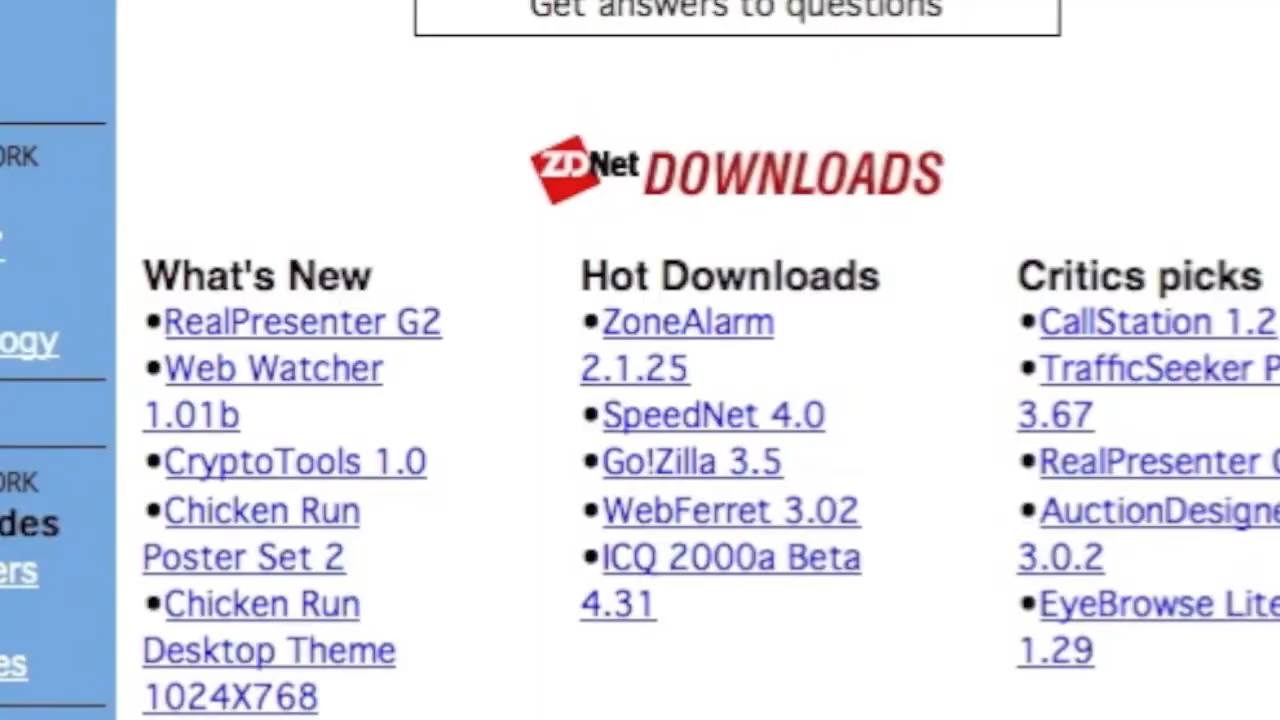 Get answers to questions
ORK
ogy
ORK
des
ers
es
ZDNet DOWNLOADS
What's New
•RealPresenter G2
•Web Watcher
1.01b
•CryptoTools 1.0
•Chicken Run
Poster Set 2
•Chicken Run
Desktop Theme
1024X768
Hot Downloads
•ZoneAlarm
2.1.25
•SpeedNet 4.0
•Go!Zilla 3.5
•WebFerret 3.02
•ICQ 2000a Beta
4.31
Critics picks
•CallStation 1.2
•TrafficSeeker P
3.67
•RealPresenter
•AuctionDesigne
3.0.2
•EyeBrowse Lite
1.29